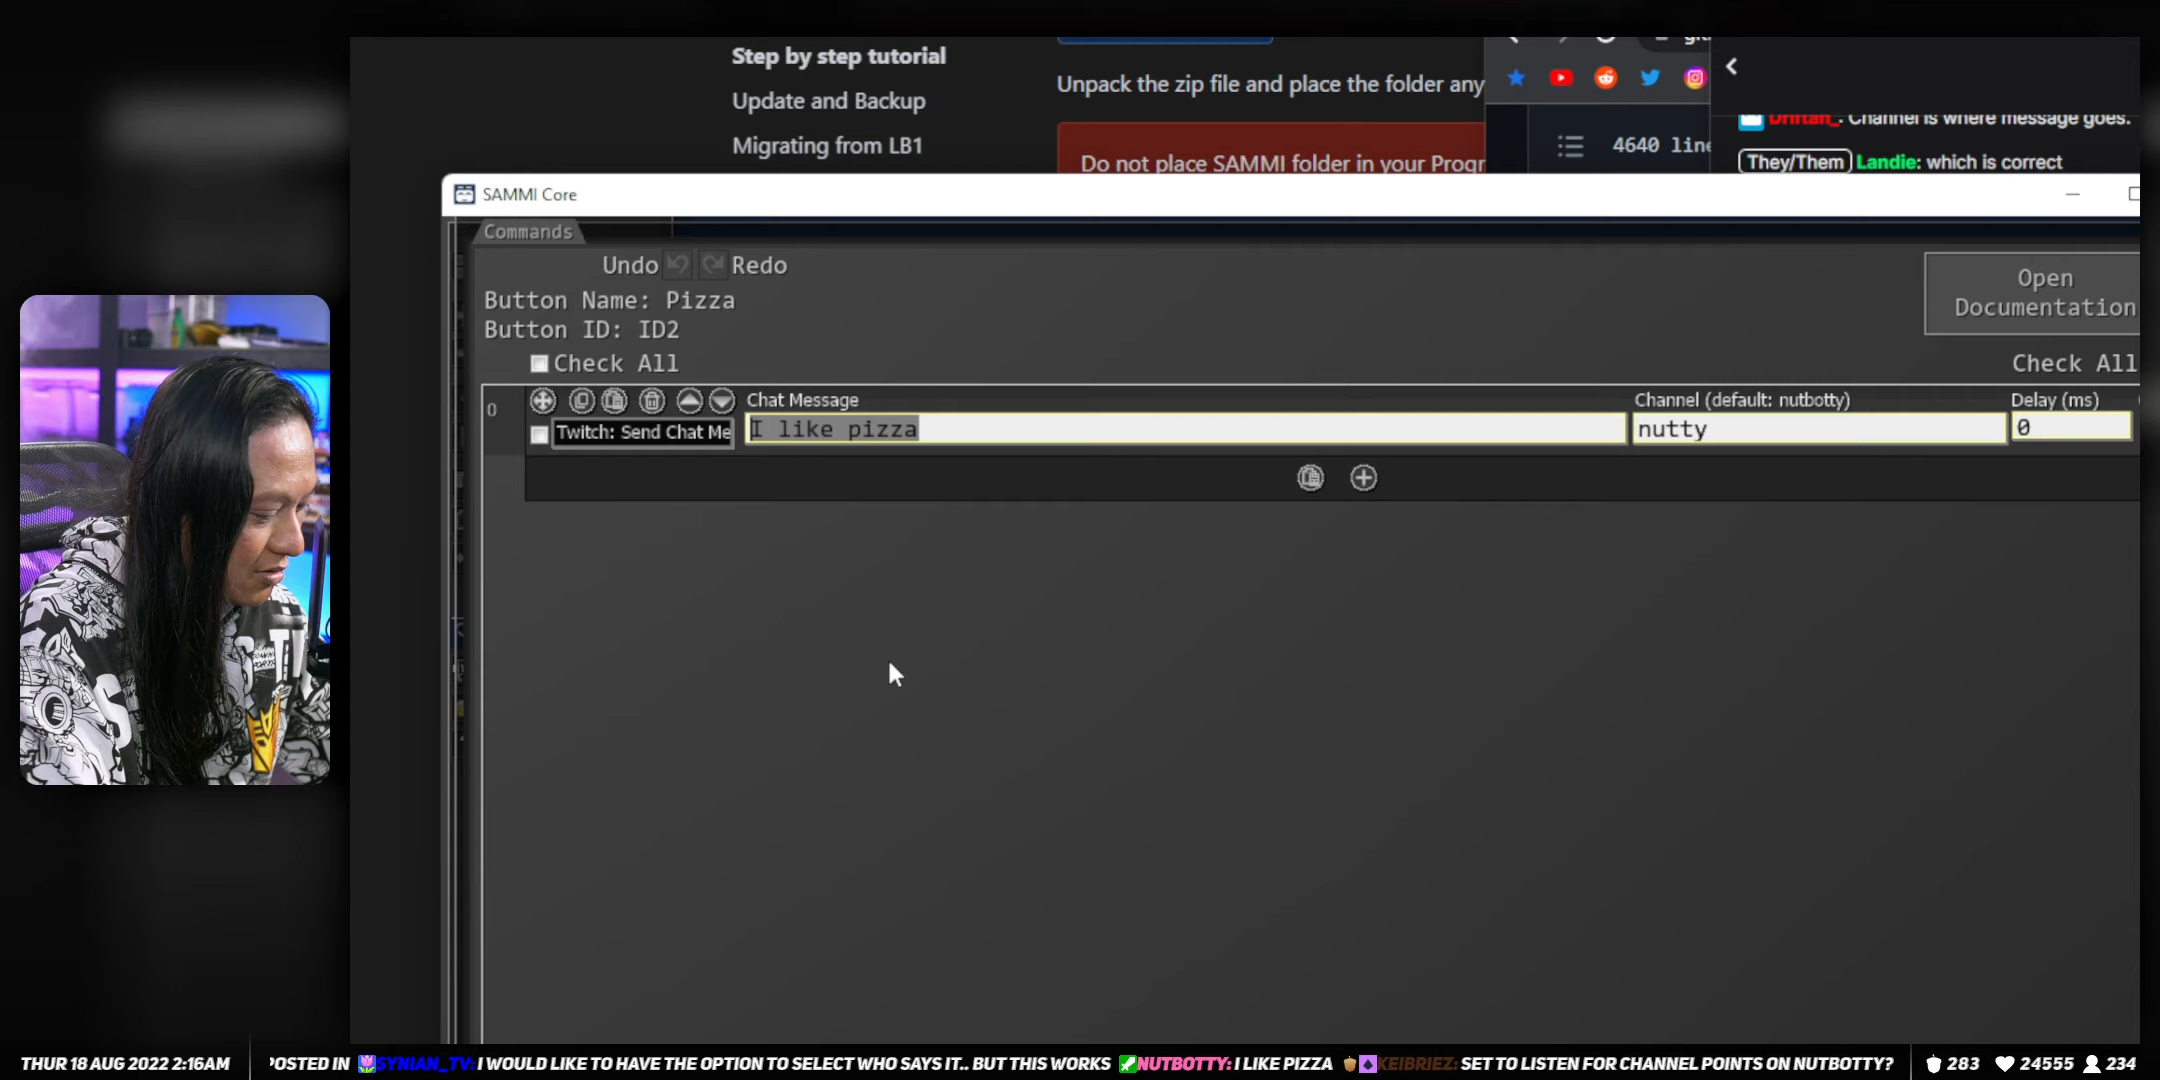 Step by step tutorial
Update and Backup
Migrating from LB1
Unpack the zip file and place the folder any
Do not place SAMMI folder in your Progr
4640 line
Driftan_: Channel is where message goes.
They/Them Landie: which is correct
SAMMI Core
Commands
Undo Redo
Button Name: Pizza
Button ID: ID2
Check All
Open
Documentation
Check All
0
Chat Message
Channel (default: nutbotty)
Delay (ms)
Twitch: Send Chat Me
I like pizza
nutty
0
THUR 18 AUG 2022 2:16AM
POSTED IN SYNIAN_TV: I WOULD LIKE TO HAVE THE OPTION TO SELECT WHO SAYS IT.. BUT THIS WORKS NUTBOTTY: I LIKE PIZZA KEIBRIEZ: SET TO LISTEN FOR CHANNEL POINTS ON NUTBOTTY?
283 24555 234